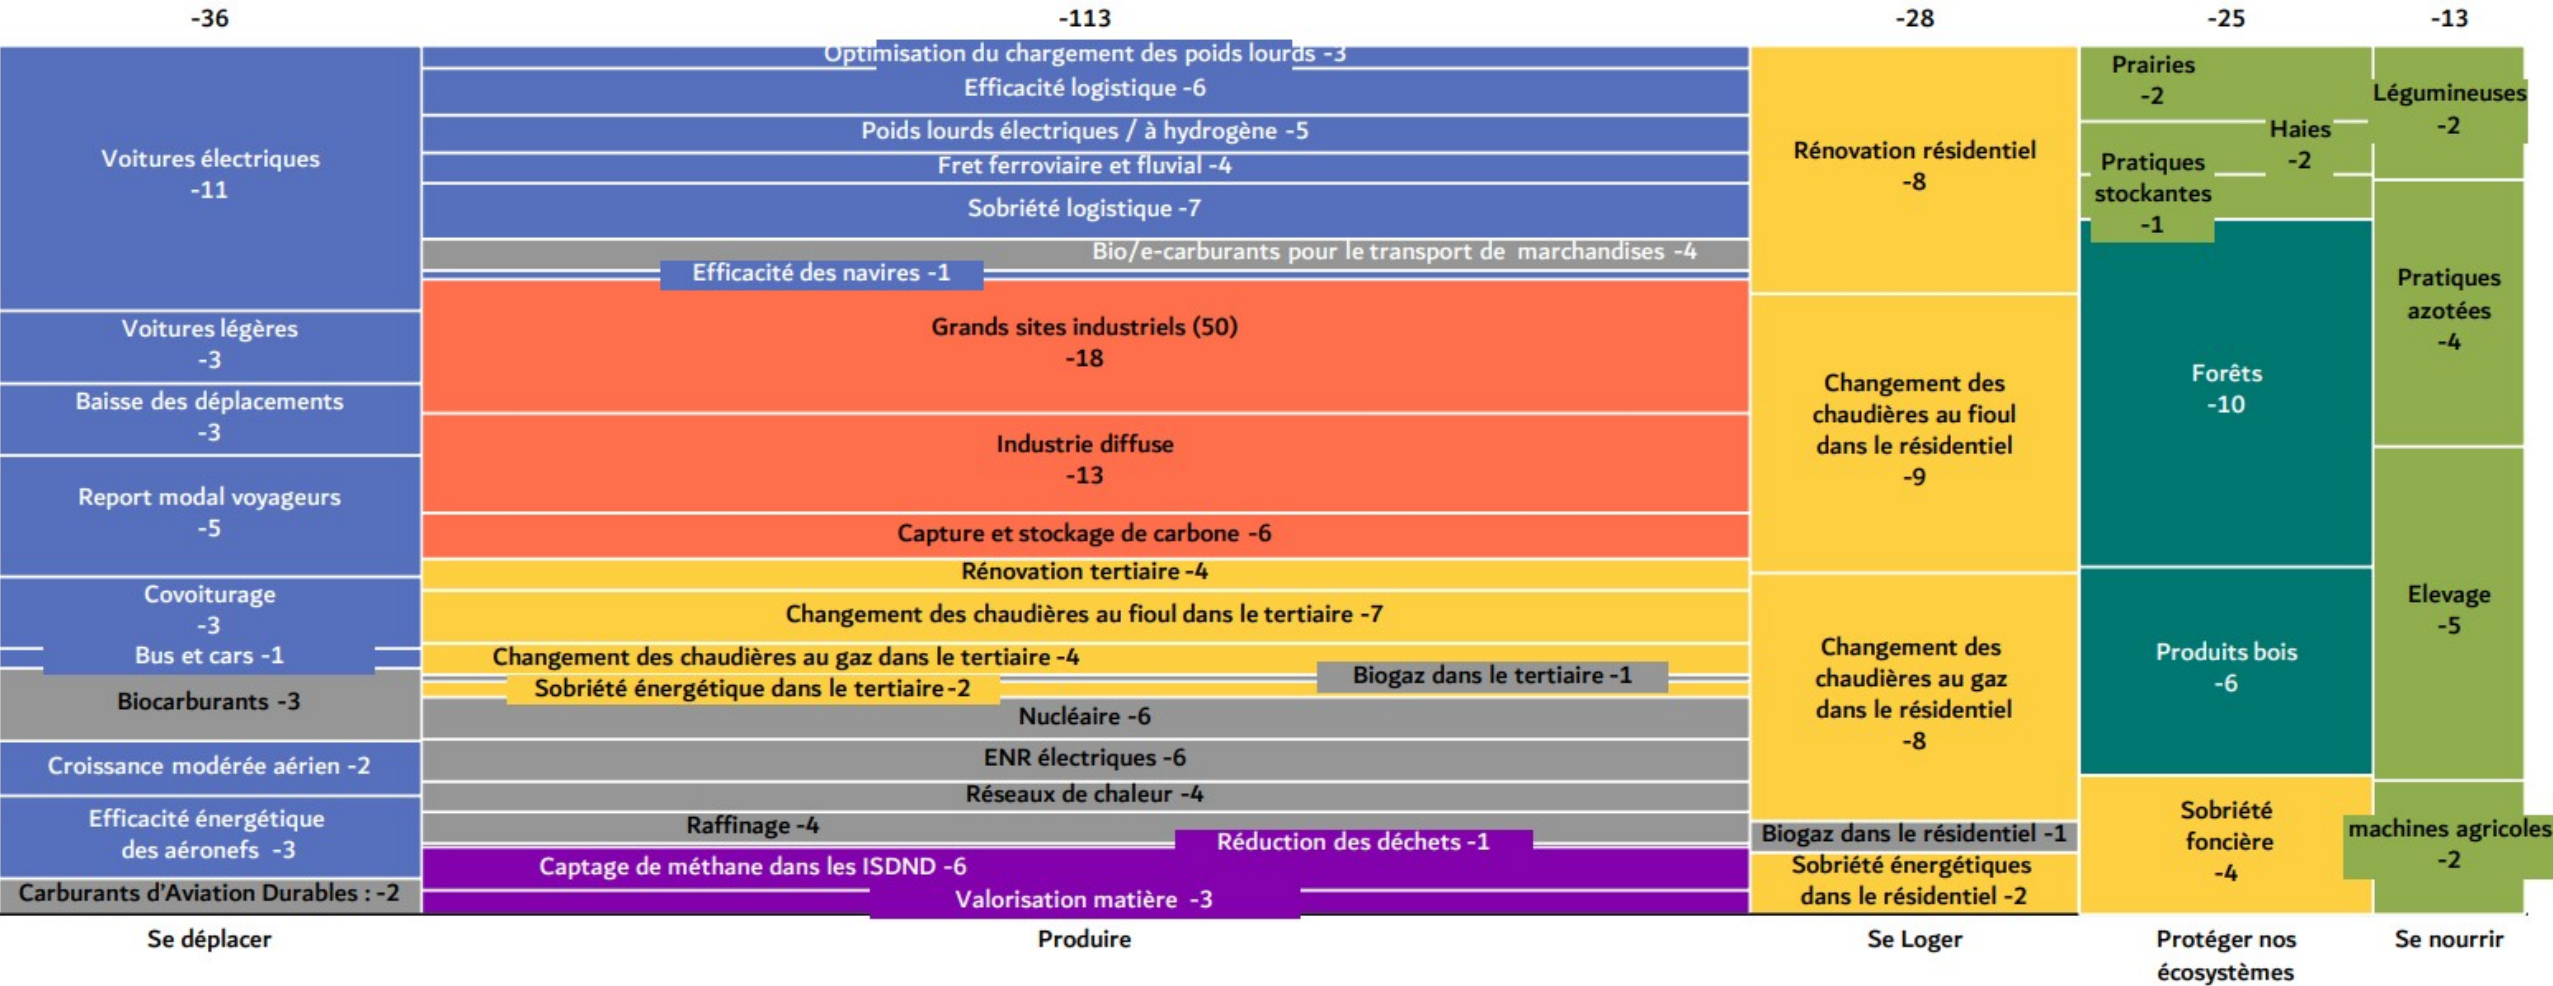 -36
-113
-28
-25
-13
Voitures électriques
-11
Voitures légères
-3
Baisse des déplacements
-3
Report modal voyageurs
-5
Covoiturage
-3
Bus et cars -1
Biocarburants -3
Croissance modérée aérien -2
Efficacité énergétique
des aéronefs -3
Carburants d'Aviation Durables : -2
Se déplacer
Optimisation du chargement des poids lourds -3
Efficacité logistique -6
Poids lourds électriques / à hydrogène -5
Fret ferroviaire et fluvial -4
Sobriété logistique -7
Bio/e-carburants pour le transport de marchandises -4
Efficacité des navires -1
Grands sites industriels (50)
-18
Industrie diffuse
-13
Capture et stockage de carbone -6
Rénovation tertiaire -4
Changement des chaudières au fioul dans le tertiaire -7
Changement des chaudières au gaz dans le tertiaire -4
Biogaz dans le tertiaire -1
Sobriété énergétique dans le tertiaire -2
Nucléaire -6
ENR électriques -6
Réseaux de chaleur -4
Raffinage -4
Réduction des déchets -1
Captage de méthane dans les ISDND -6
Valorisation matière -3
Produire
Rénovation résidentiel
-8
Changement des
chaudières au fioul
dans le résidentiel
-9
Changement des
chaudières au gaz
dans le résidentiel
-8
Biogaz dans le résidentiel -1
Sobriété énergétiques
dans le résidentiel -2
Se Loger
Prairies
-2
Haies
-2
Pratiques
stockantes
-1
Forêts
-10
Produits bois
-6
Sobriété
foncière
-4
Protéger nos
écosystèmes
Légumineuses
-2
Pratiques
azotées
-4
Elevage
-5
machines agricoles
-2
Se nourrir